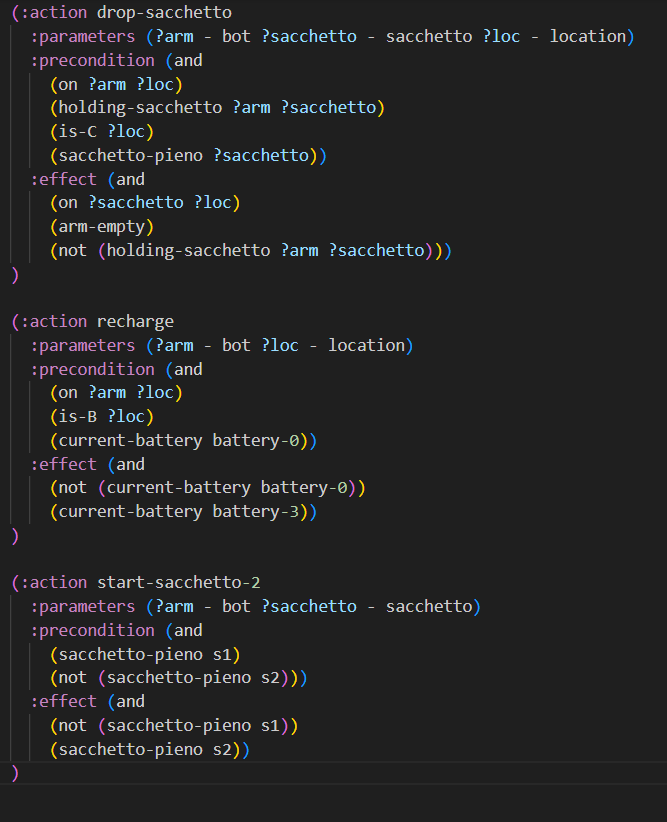 (:action drop-sacchetto
  :parameters (?arm - bot ?sacchetto - sacchetto ?loc - location)
  :precondition (and
    (on ?arm ?loc)
    (holding-sacchetto ?arm ?sacchetto)
    (is-C ?loc)
    (sacchetto-pieno ?sacchetto))
  :effect (and
    (on ?sacchetto ?loc)
    (arm-empty)
    (not (holding-sacchetto ?arm ?sacchetto)))
)

(:action recharge
  :parameters (?arm - bot ?loc - location)
  :precondition (and
    (on ?arm ?loc)
    (is-B ?loc)
    (current-battery battery-0))
  :effect (and
    (not (current-battery battery-0))
    (current-battery battery-3))
)

(:action start-sacchetto-2
  :parameters (?arm - bot ?sacchetto - sacchetto)
  :precondition (and
    (sacchetto-pieno s1)
    (not (sacchetto-pieno s2)))
  :effect (and
    (not (sacchetto-pieno s1))
    (sacchetto-pieno s2))
)